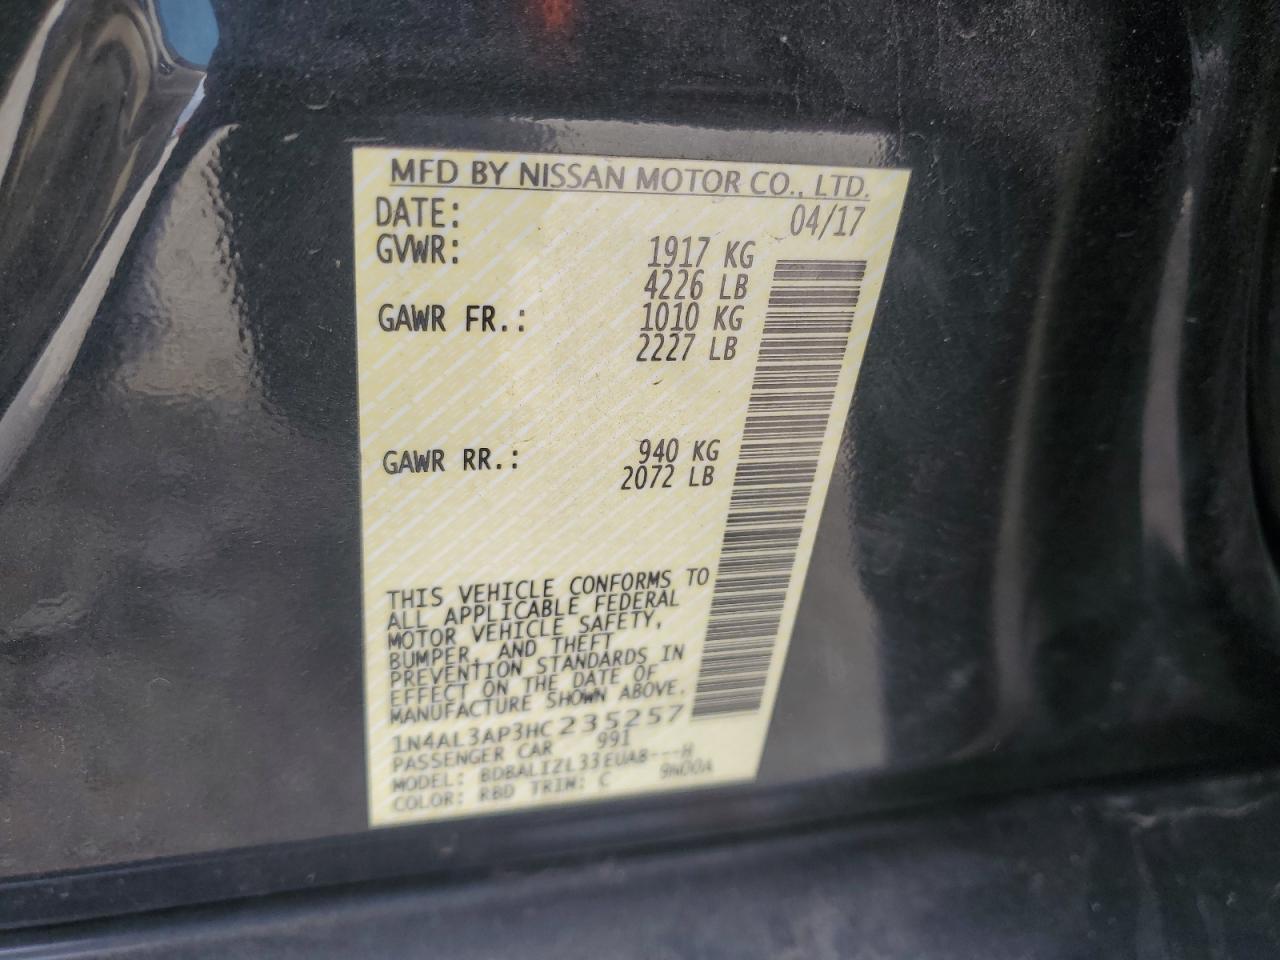 MFD BY NISSAN MOTOR CO., LTD.
DATE: 04/17
GVWR: 1917 KG
4226 LB
GAWR FR.: 1010 KG
2227 LB
GAWR RR.: 940 KG
2072 LB
THIS VEHICLE CONFORMS TO
ALL APPLICABLE FEDERAL
MOTOR VEHICLE SAFETY,
BUMPER, AND THEFT
PREVENTION STANDARDS IN
EFFECT ON THE DATE OF
MANUFACTURE SHOWN ABOVE.
1N4AL3AP3HC235257
PASSENGER CAR 991
MODEL: BDBALIZL33EUA8---H
COLOR: RBD TRIM: C 9N00A